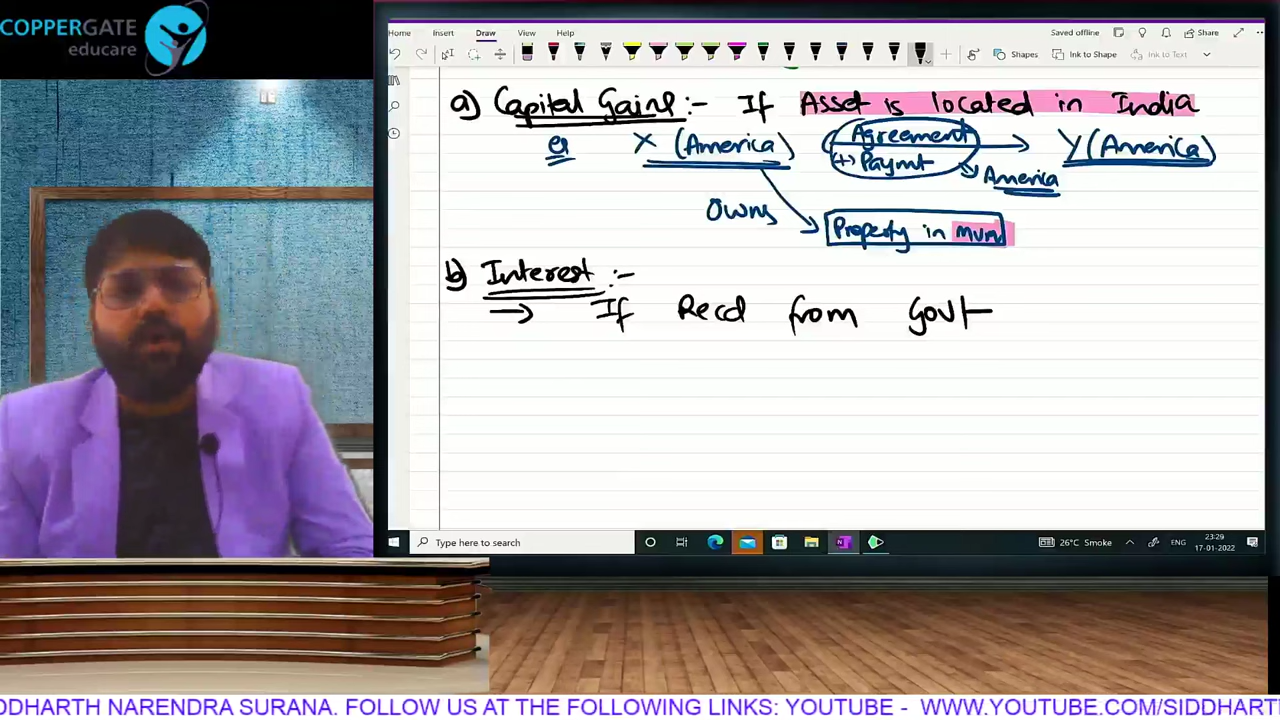 COPPERGATE
educare
Home Insert Draw View Help
Saved offline
Share
Shapes
Ink to Shape
Ink to Text
a) Capital Gains :- If Asset is located in India
eg X (America) Agreement Y (America)
(+) Paymt
America
Owns
Property in mum
b) Interest :-
→ If Recd from Govt
Type here to search
26°C Smoke
ENG
23:29
17-01-2022
IDDHARTH NARENDRA SURANA. FOLLOW US AT THE FOLLOWING LINKS: YOUTUBE - WWW.YOUTUBE.COM/SIDDHART